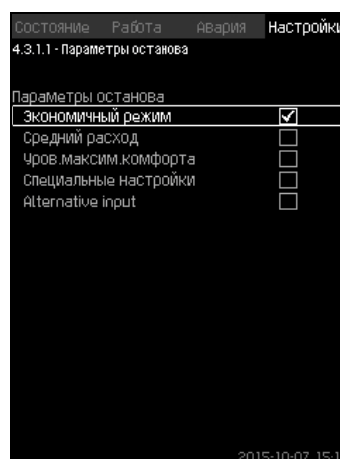 Состояние Работа Авария Настройки
4.3.1.1 - Параметры останова
Параметры останова
Экономичный режим
Средний расход
Уров.максим.комфорта
Специальные настройки
Alternative input
2015-10-07 15:1